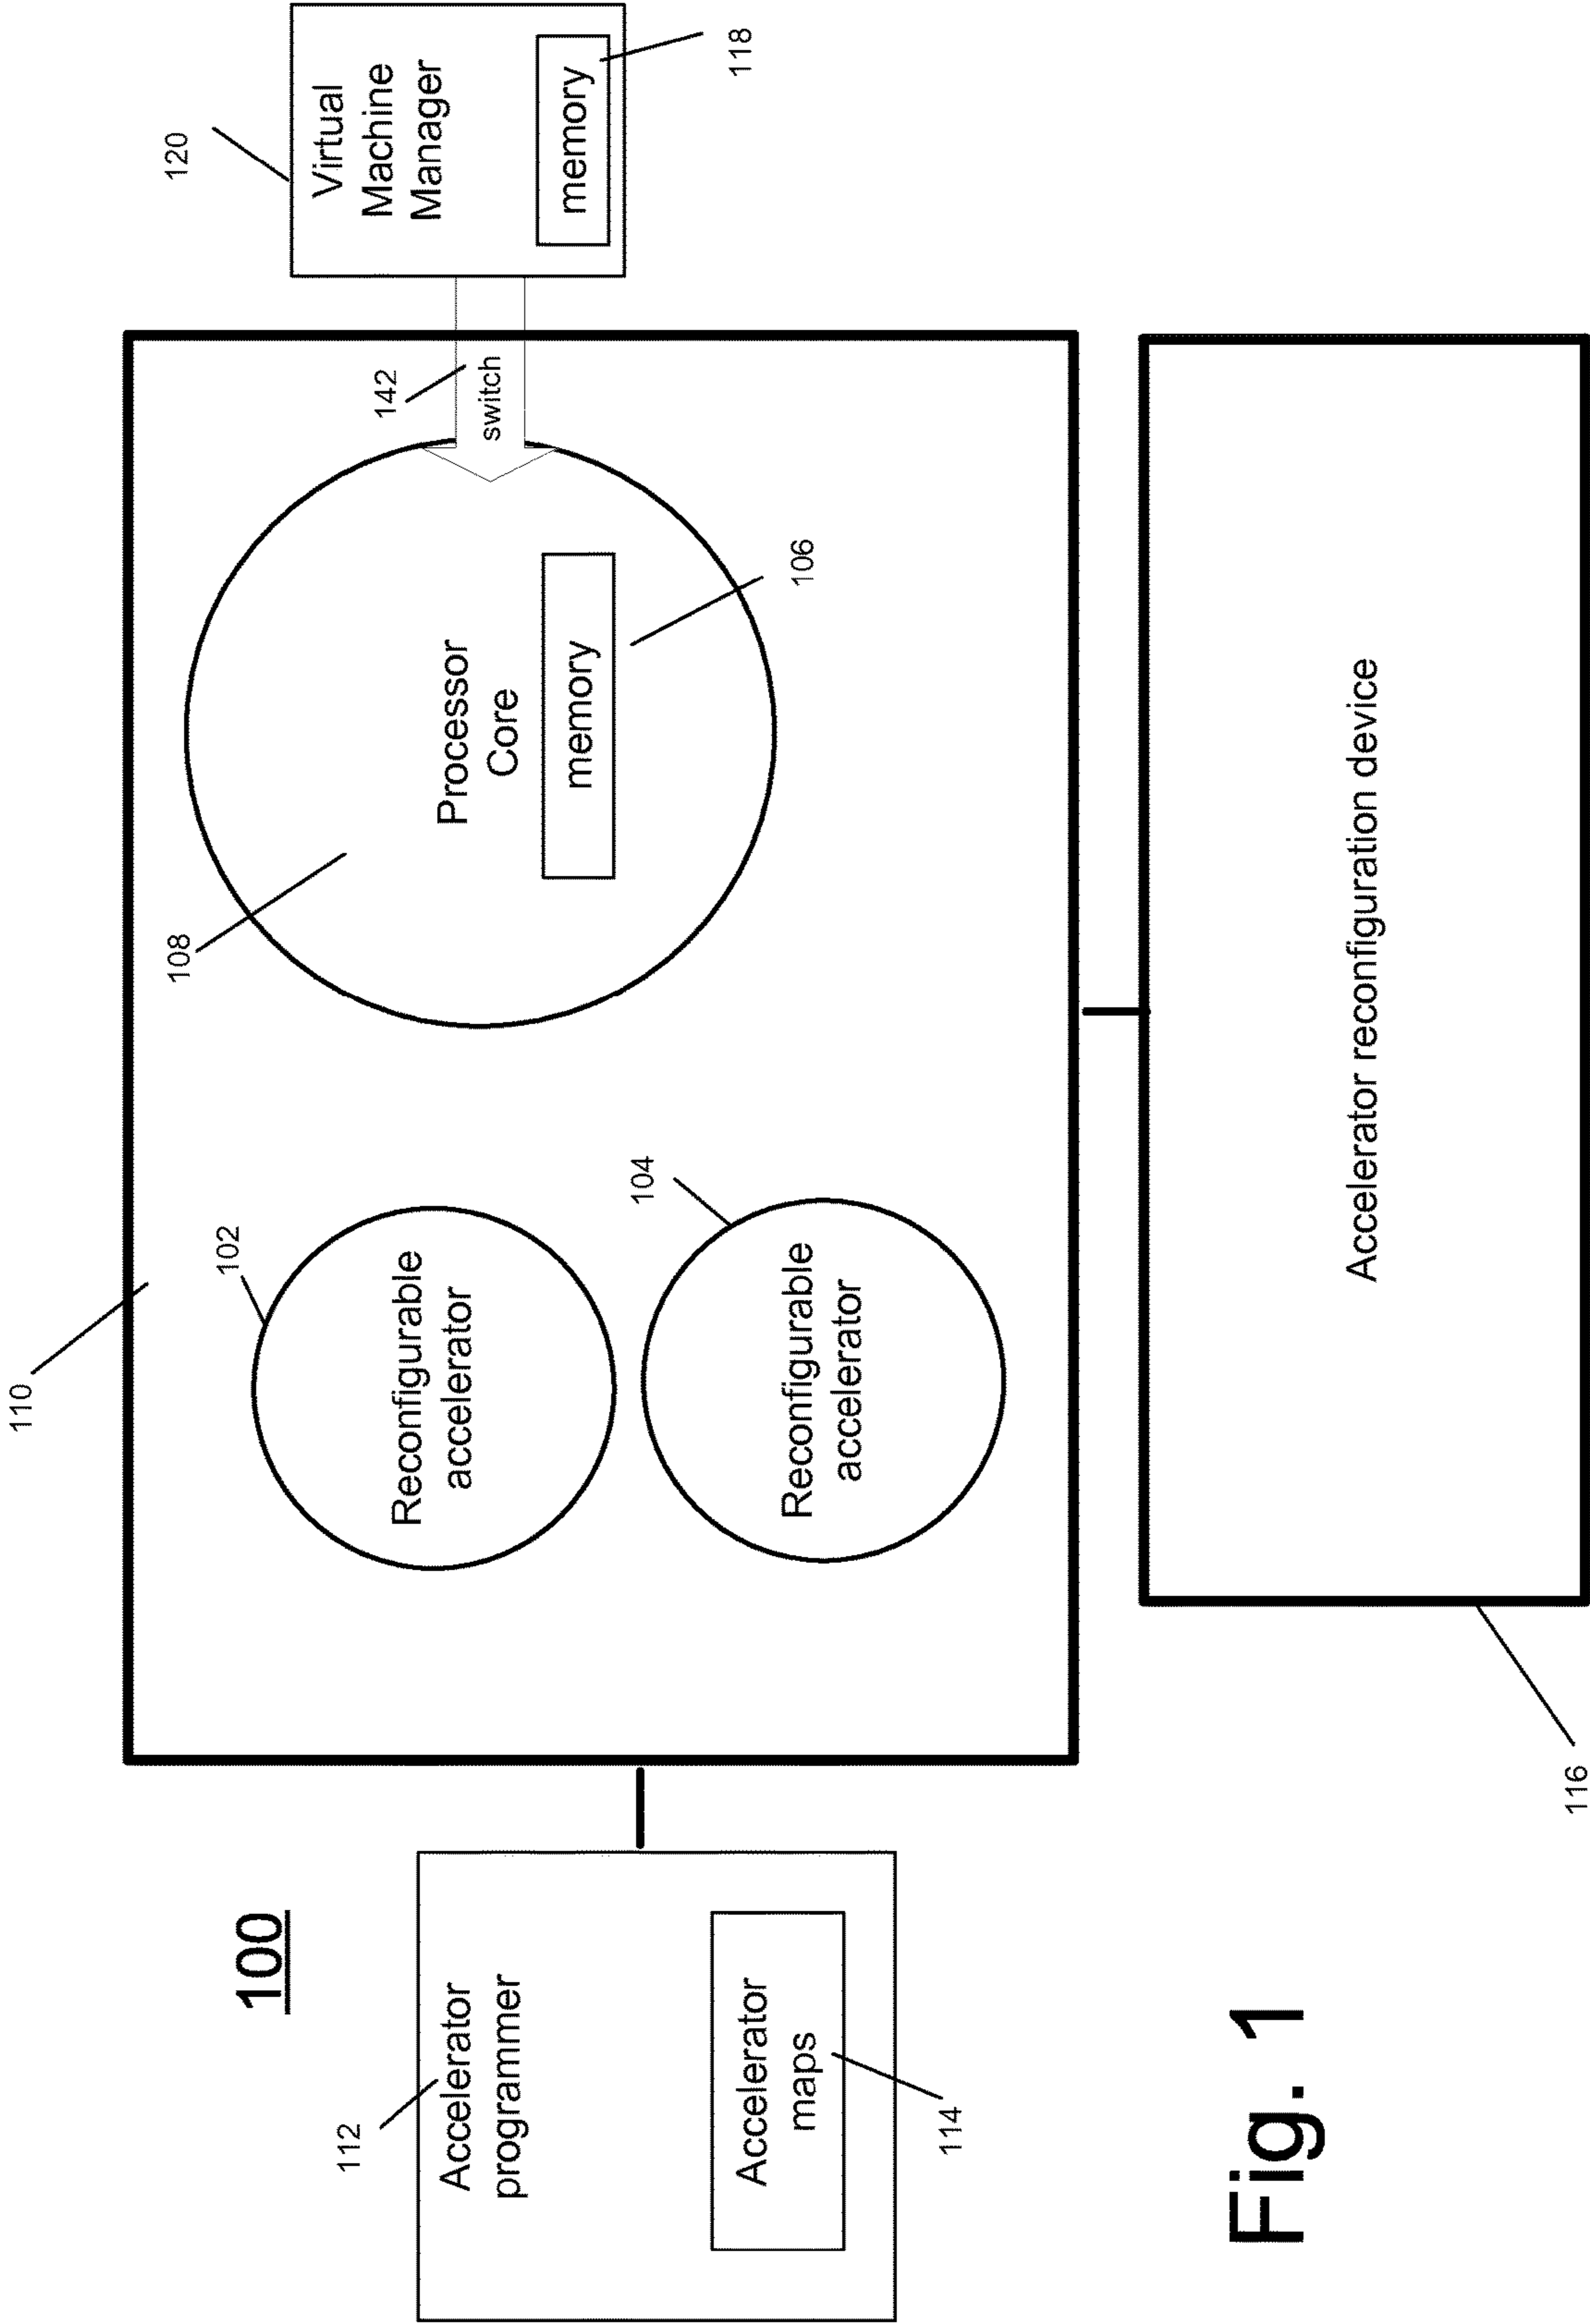 100
110
120
Virtual
Machine
Manager
memory
118
142
switch
108
Processor
Core
memory
106
102
Reconfigurable
accelerator
104
Reconfigurable
accelerator
112
Accelerator
programmer
Accelerator
maps
114
Accelerator reconfiguration device
116
Fig. 1